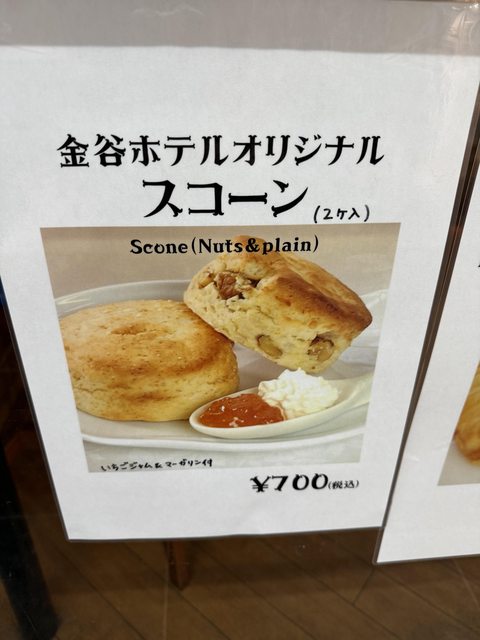 金谷ホテルオリジナル
スコーン(2ケ入)
Scone(Nuts&plain)
いちごジャム&マーガリン付
¥700(税込)